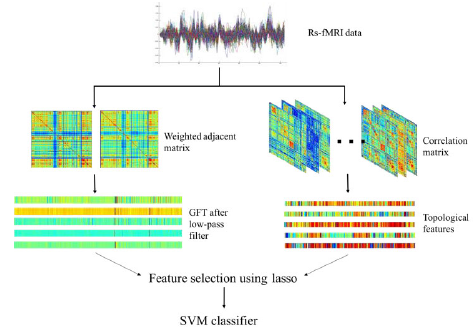 Rs-fMRI data
Weighted adjacent
matrix
Correlation
matrix
GFT after
low-pass
filter
Topological
features
Feature selection using lasso
SVM classifier